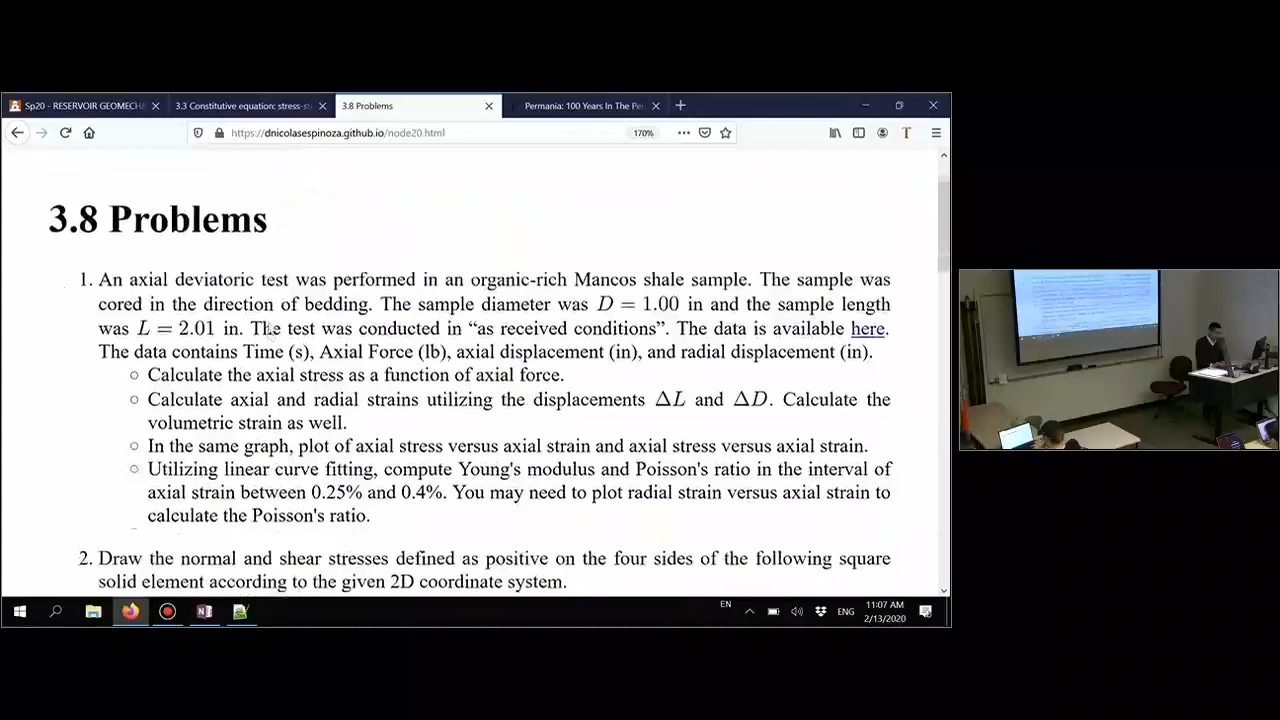 Sp20 - RESERVOIR GEOMECH
3.3 Constitutive equation: stress-st
3.8 Problems
Permania: 100 Years In The Pe
https://dnicolasespinoza.github.io/node20.html
170%
3.8 Problems
1. An axial deviatoric test was performed in an organic-rich Mancos shale sample. The sample was
cored in the direction of bedding. The sample diameter was D = 1.00 in and the sample length
was L = 2.01 in. The test was conducted in “as received conditions”. The data is available here.
The data contains Time (s), Axial Force (lb), axial displacement (in), and radial displacement (in).
Calculate the axial stress as a function of axial force.
Calculate axial and radial strains utilizing the displacements ΔL and ΔD. Calculate the
volumetric strain as well.
In the same graph, plot of axial stress versus axial strain and axial stress versus axial strain.
Utilizing linear curve fitting, compute Young's modulus and Poisson's ratio in the interval of
axial strain between 0.25% and 0.4%. You may need to plot radial strain versus axial strain to
calculate the Poisson's ratio.
2. Draw the normal and shear stresses defined as positive on the four sides of the following square
solid element according to the given 2D coordinate system.
EN
ENG
11:07 AM
2/13/2020